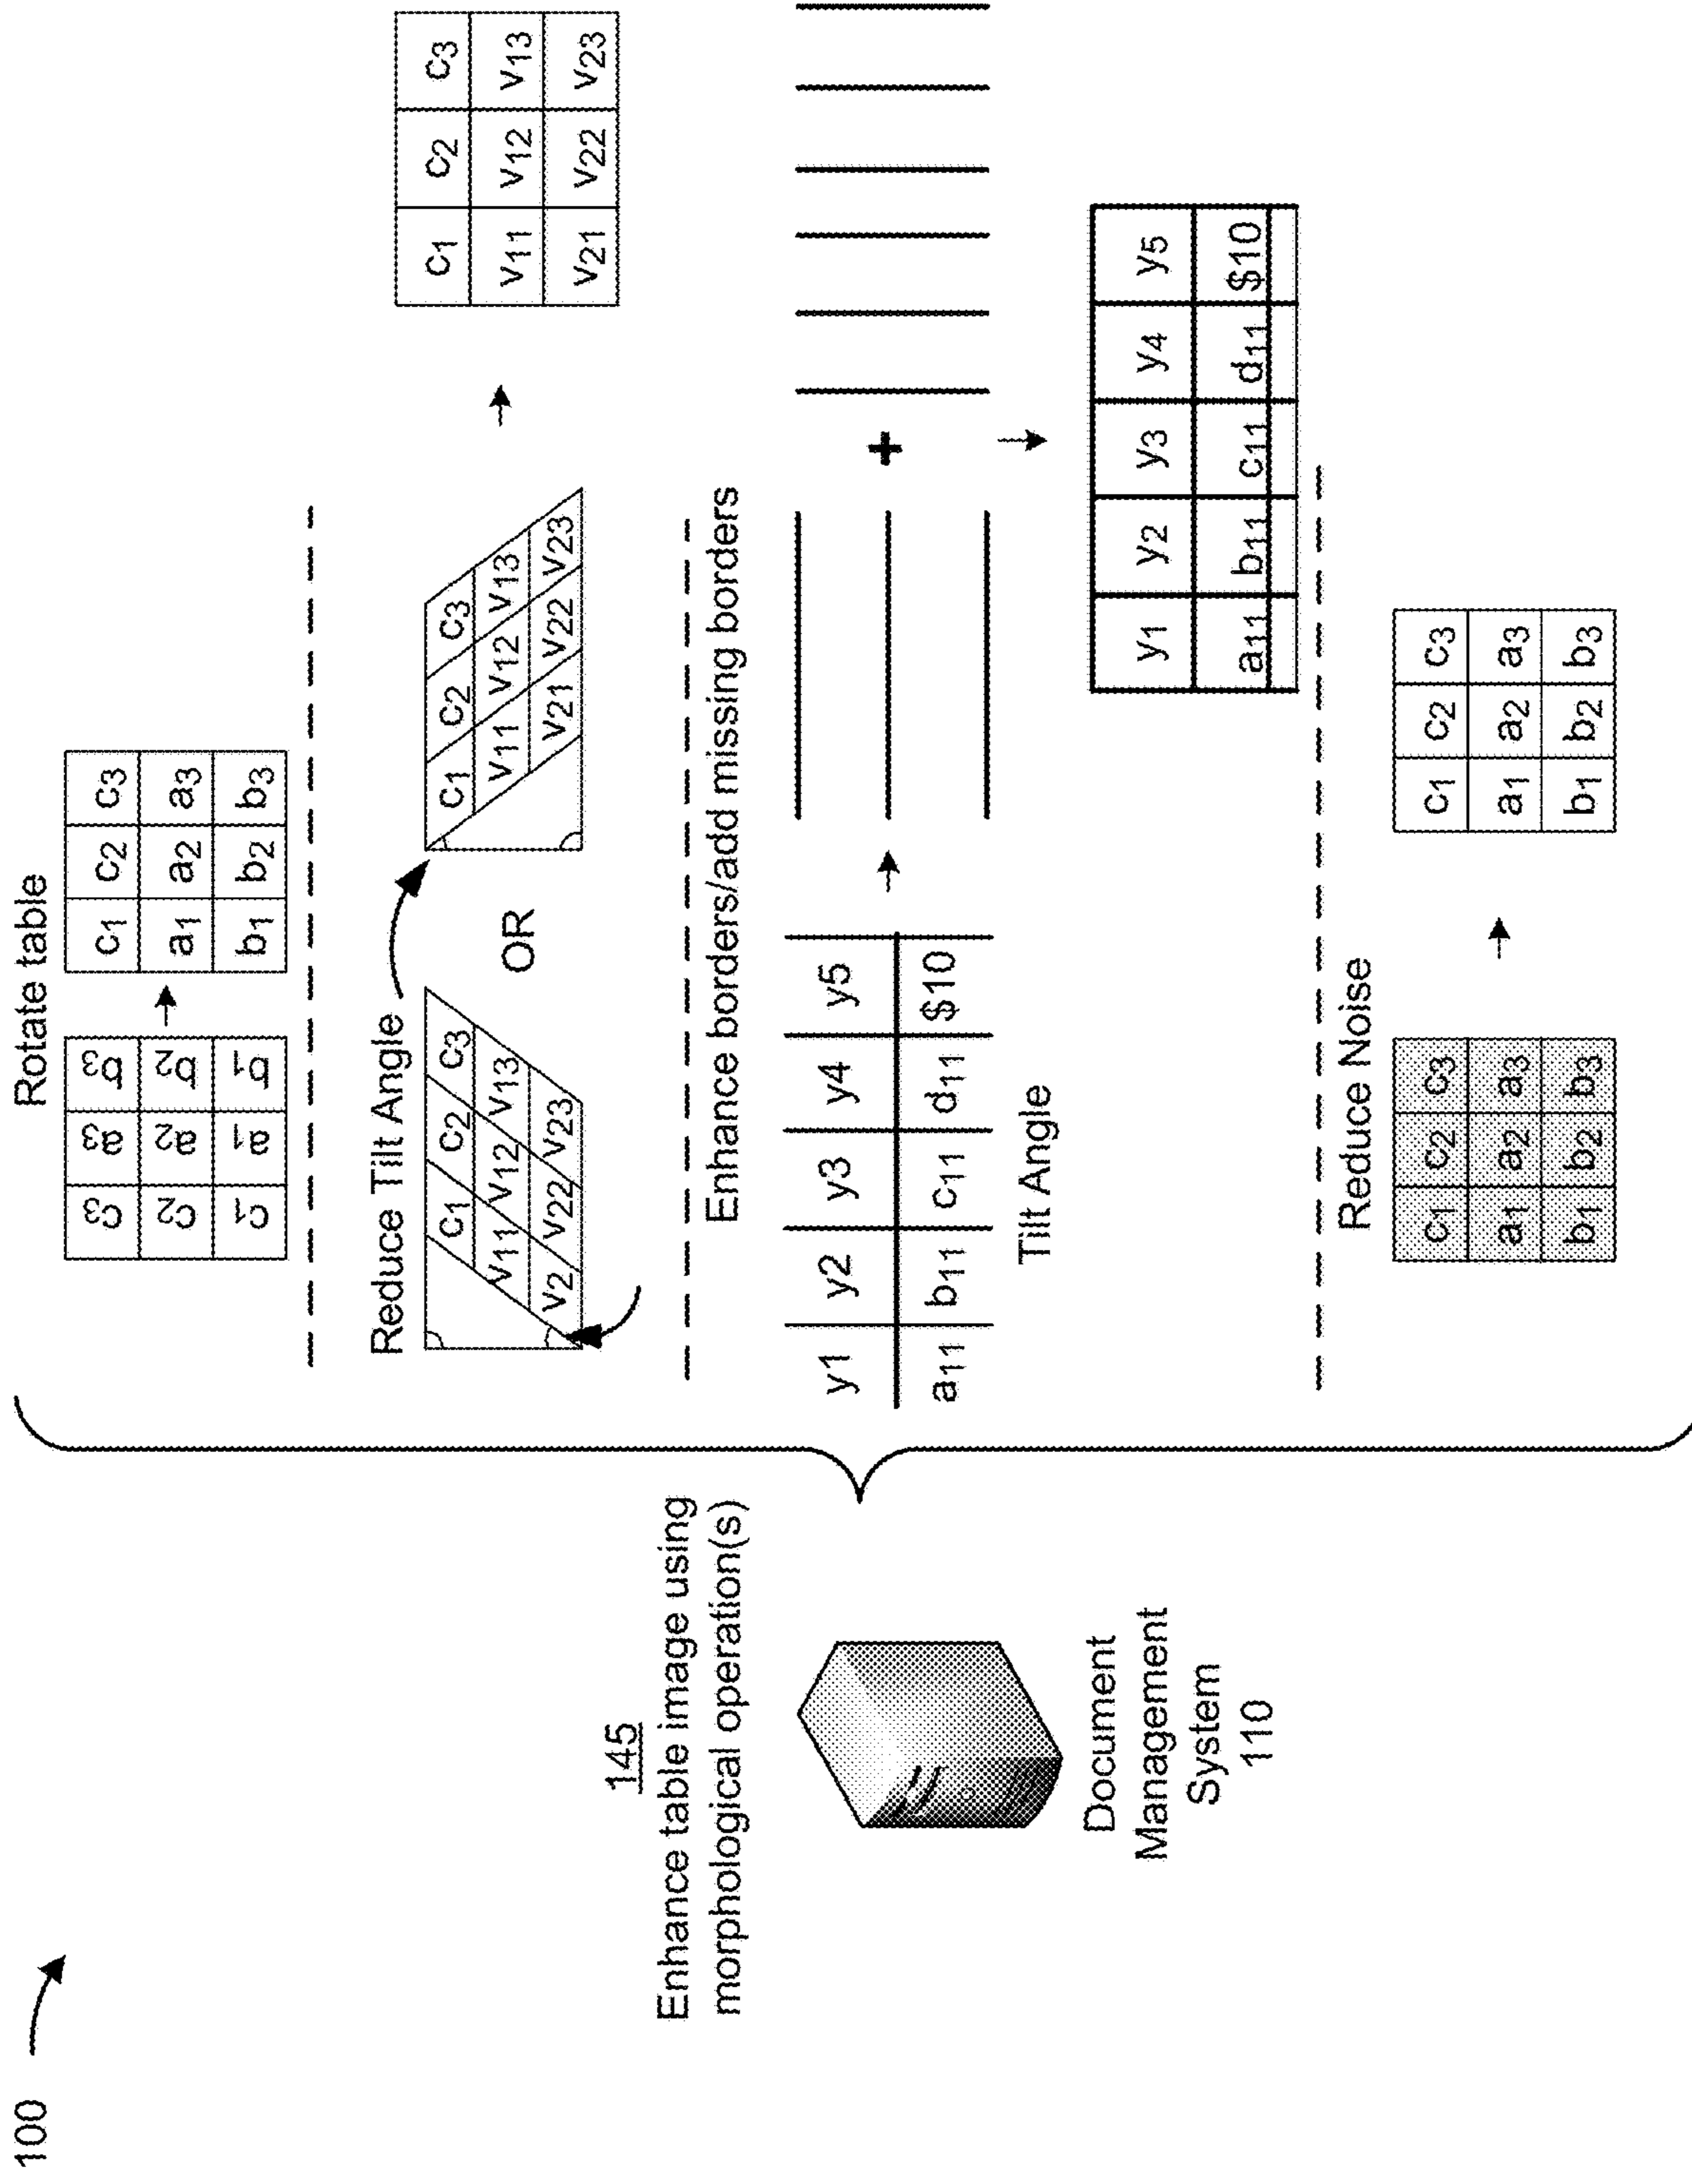 100
145
Enhance table image using
morphological operation(s)
Document
Management
System
110
Rotate table
c3 a3 b3
c2 a2 b2
c1 a1 b1
c1 c2 c3
a1 a2 a3
b1 b2 b3
Reduce Tilt Angle
c1 c2 c3
v11 v12 v13
v2 v22 v23
OR
c1 c2 c3
v11 v12 v13
v21 v22 v23
c1 c2 c3
v11 v12 v13
v21 v22 v23
Enhance borders/add missing borders
y1 y2 y3 y4 y5
a11 b11 c11 d11 $10
+
Tilt Angle
y1 y2 y3 y4 y5
a11 b11 c11 d11 $10
Reduce Noise
c1 c2 c3
a1 a2 a3
b1 b2 b3
c1 c2 c3
a1 a2 a3
b1 b2 b3